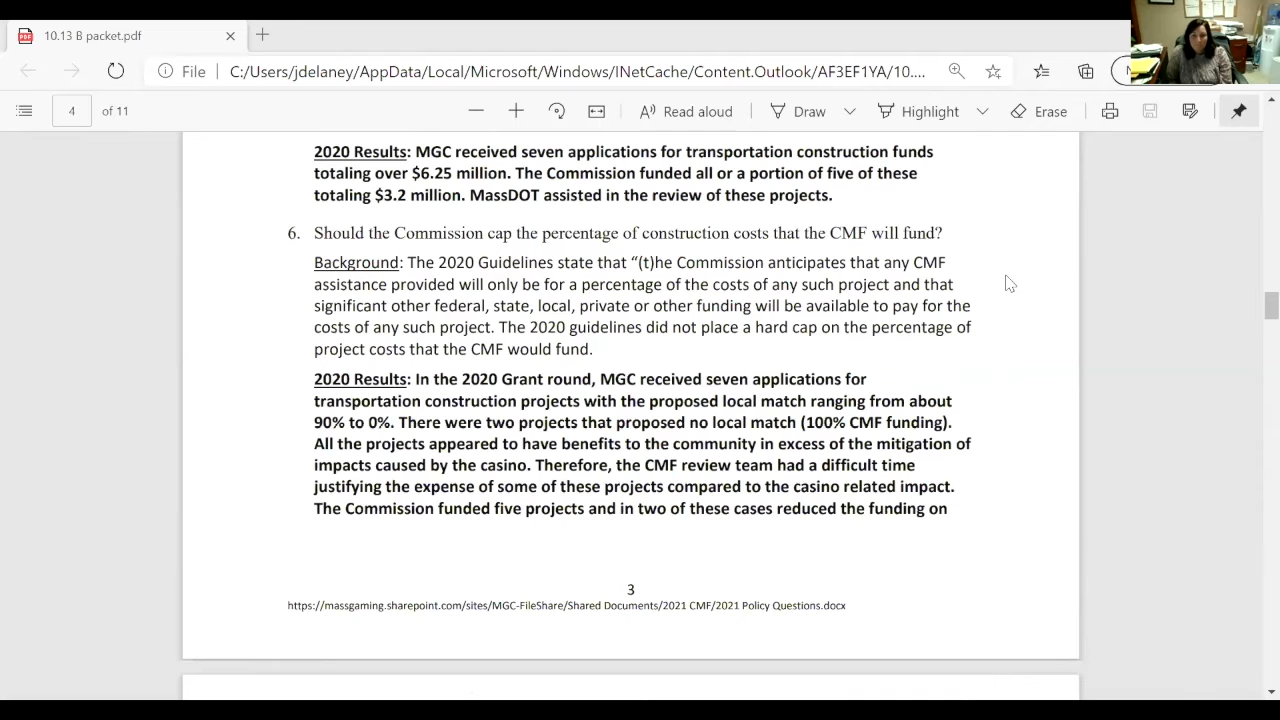 10.13 B packet.pdf
File C:/Users/jdelaney/AppData/Local/Microsoft/Windows/INetCache/Content.Outlook/AF3EF1YA/10....
4 of 11 Read aloud Draw Highlight Erase
2020 Results: MGC received seven applications for transportation construction funds
totaling over $6.25 million. The Commission funded all or a portion of five of these
totaling $3.2 million. MassDOT assisted in the review of these projects.
6. Should the Commission cap the percentage of construction costs that the CMF will fund?
Background: The 2020 Guidelines state that “(t)he Commission anticipates that any CMF
assistance provided will only be for a percentage of the costs of any such project and that
significant other federal, state, local, private or other funding will be available to pay for the
costs of any such project. The 2020 guidelines did not place a hard cap on the percentage of
project costs that the CMF would fund.
2020 Results: In the 2020 Grant round, MGC received seven applications for
transportation construction projects with the proposed local match ranging from about
90% to 0%. There were two projects that proposed no local match (100% CMF funding).
All the projects appeared to have benefits to the community in excess of the mitigation of
impacts caused by the casino. Therefore, the CMF review team had a difficult time
justifying the expense of some of these projects compared to the casino related impact.
The Commission funded five projects and in two of these cases reduced the funding on
3
https://massgaming.sharepoint.com/sites/MGC-FileShare/Shared Documents/2021 CMF/2021 Policy Questions.docx